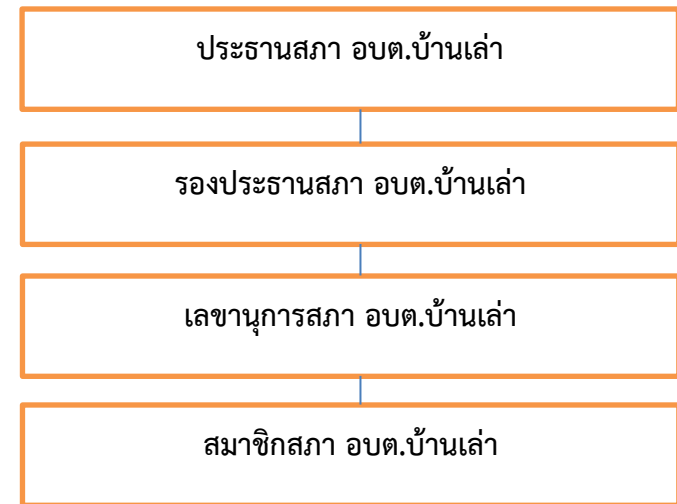 ประธานสภา อบต.บ้านเล่า
รองประธานสภา อบต.บ้านเล่า
เลขานุการสภา อบต.บ้านเล่า
สมาชิกสภา อบต.บ้านเล่า